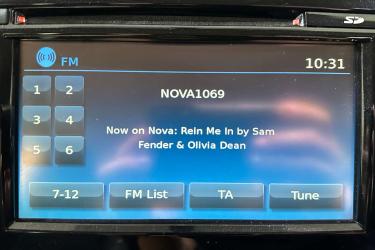 SD
FM
10:31
1 2
NOVA1069
3 4
Now on Nova: Rein Me In by Sam
Fender & Olivia Dean
5 6
7-12 FM List TA Tune